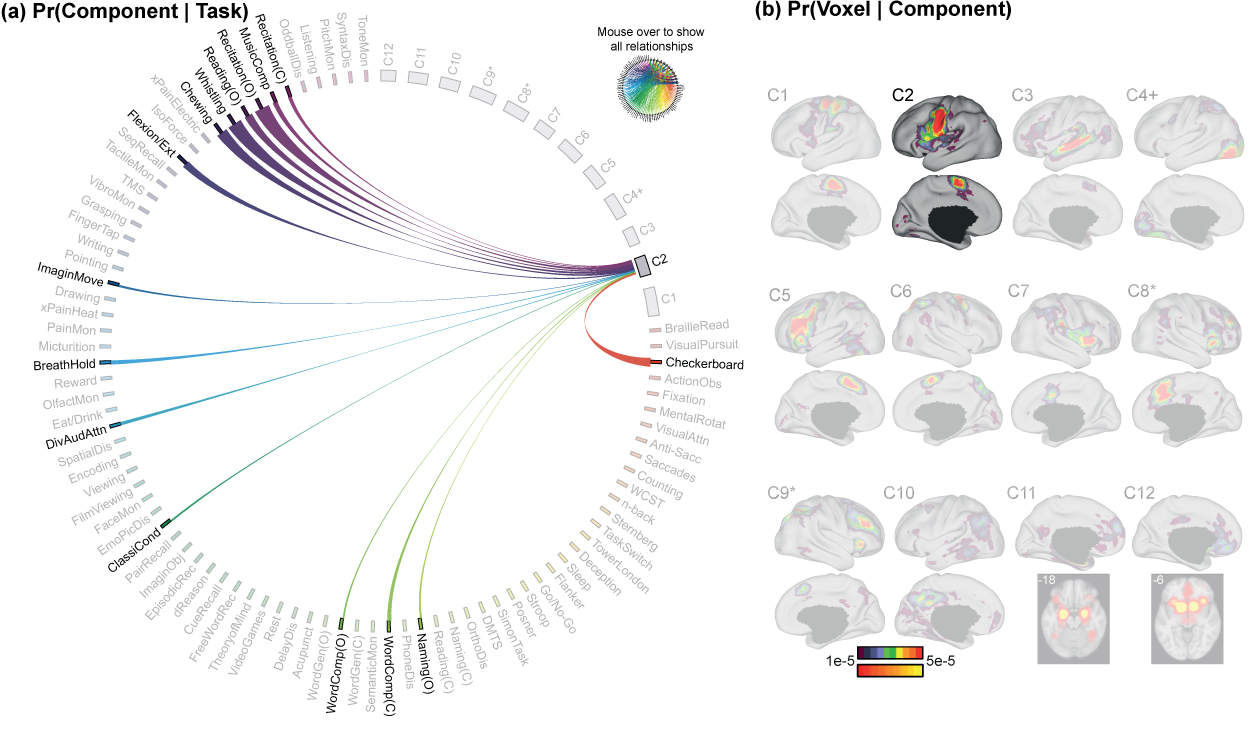 (a) Pr(Component | Task)
(b) Pr(Voxel | Component)
Mouse over to show
all relationships
C12
C11
C10
C9*
C8*
C7
C6
C5
C4+
C3
C2
C1
BrailleRead
VisualPursuit
Checkerboard
ActionObs
Fixation
MentalRotat
VisualAttn
Anti-Sacc
Saccades
Counting
WCST
n-back
Sternberg
TaskSwitch
TowerLondon
Deception
Sleep
Flanker
Go/No-Go
Stroop
Posner
SimonTask
DMTS
OrthoDis
Naming(C)
Reading(C)
Naming(O)
PhoneDis
WordComp(C)
SemanticMon
WordGen(C)
WordComp(O)
WordGen(O)
Acupunct
DelayDis
Rest
VideoGames
TheoryofMind
FreeWordRec
CueRecall
dReason
EpisodicRec
ImaginObj
PairRecall
ClassiCond
EmoPicDis
FaceMon
FilmViewing
Viewing
Encoding
SpatialDis
DivAudAttn
Eat/Drink
OlfactMon
Reward
BreathHold
Micturition
PainMon
xPainHeat
Drawing
ImaginMove
Pointing
Writing
FingerTap
Grasping
VibroMon
TMS
TactileMon
SeqRecall
Flexion/Ext
IsoForce
xPainElectric
Chewing
Whistling
Reading(O)
Recitation(O)
MusicComp
Recitation(C)
OddballDis
Listening
PitchMon
SyntaxDis
ToneMon
C1
C2
C3
C4+
C5
C6
C7
C8*
C9*
C10
C11
C12
-18
-6
1e-5
5e-5